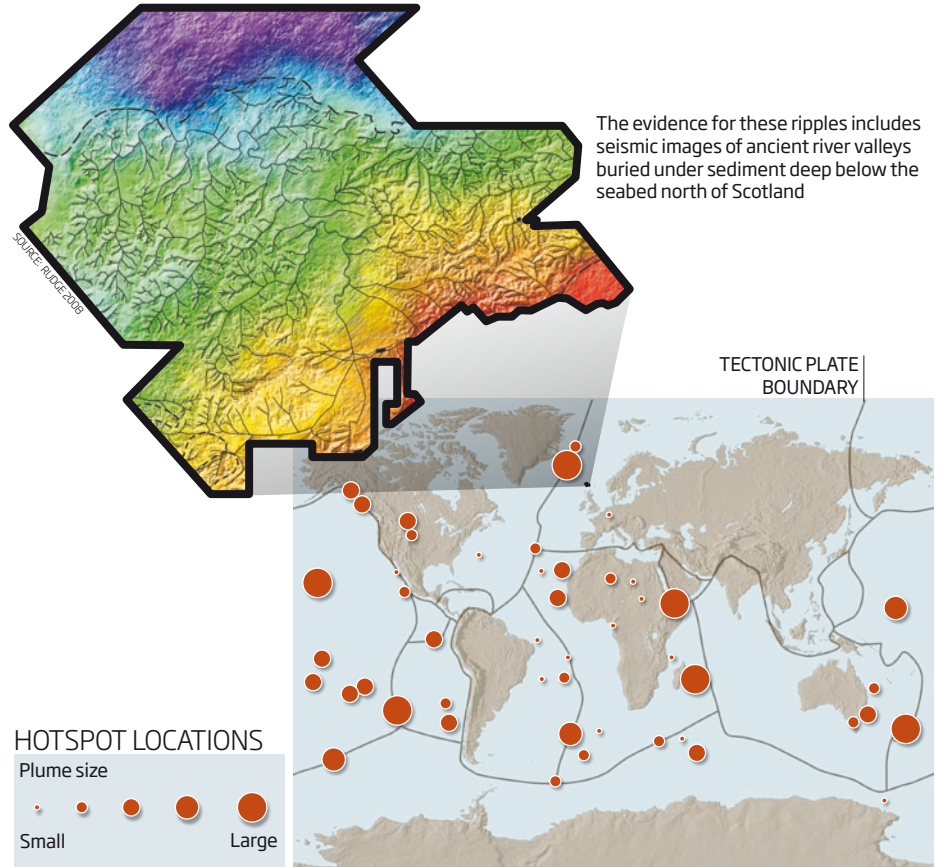 The evidence for these ripples includes
seismic images of ancient river valleys
buried under sediment deep below the
seabed north of Scotland
SOURCE: RUDGE 2008
TECTONIC PLATE
BOUNDARY
HOTSPOT LOCATIONS
Plume size
Small
Large